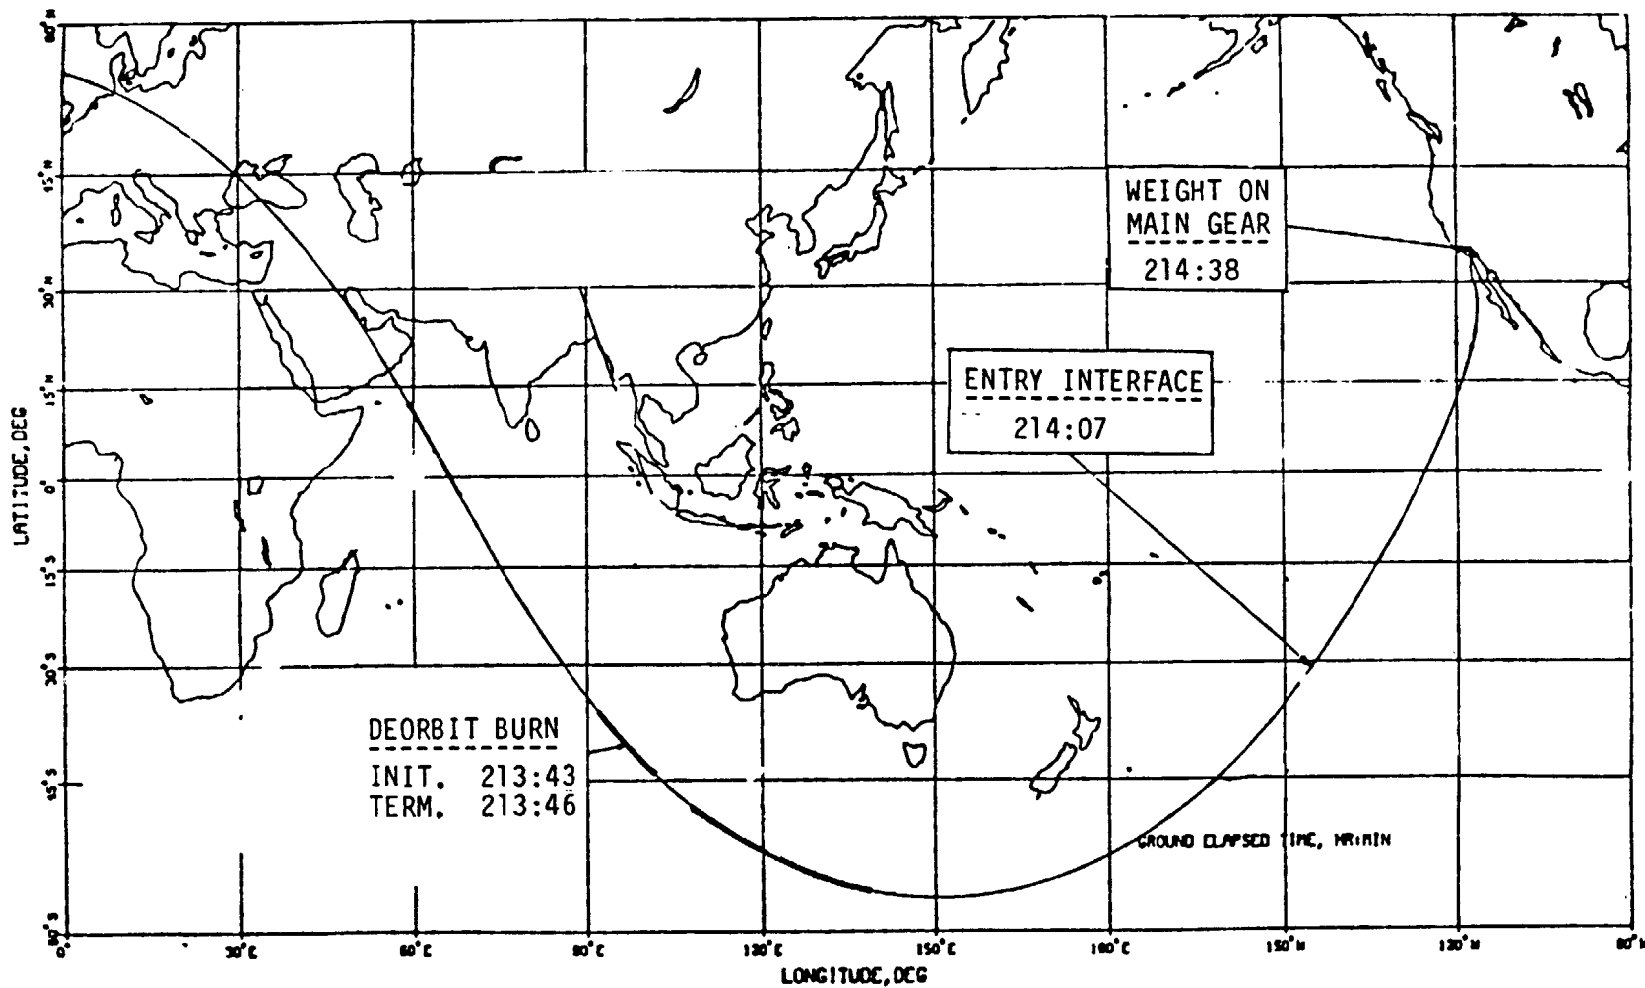 60°N
45°N
30°N
15°N
0°
15°S
30°S
45°S
60°S
LATITUDE, DEG
WEIGHT ON
MAIN GEAR
214:38
ENTRY INTERFACE
214:07
DEORBIT BURN
INIT. 213:43
TERM. 213:46
GROUND ELAPSED TIME, HR:MIN
0° 30°E 60°E 90°E 120°E 150°E 180°E 150°W 120°W 90°W
LONGITUDE, DEG